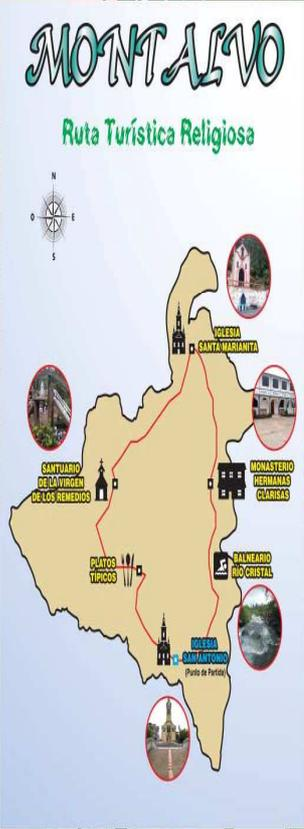 MONTALVO
Ruta Turística Religiosa
N
O
E
S
IGLESIA
SANTA MARIANITA
SANTUARIO
DE LA VIRGEN
DE LOS REMEDIOS
MONASTERIO
HERMANAS
CLARISAS
PLATOS
TÍPICOS
BALNEARIO
RÍO CRISTAL
IGLESIA
SAN ANTONIO
(Punto de Partida)